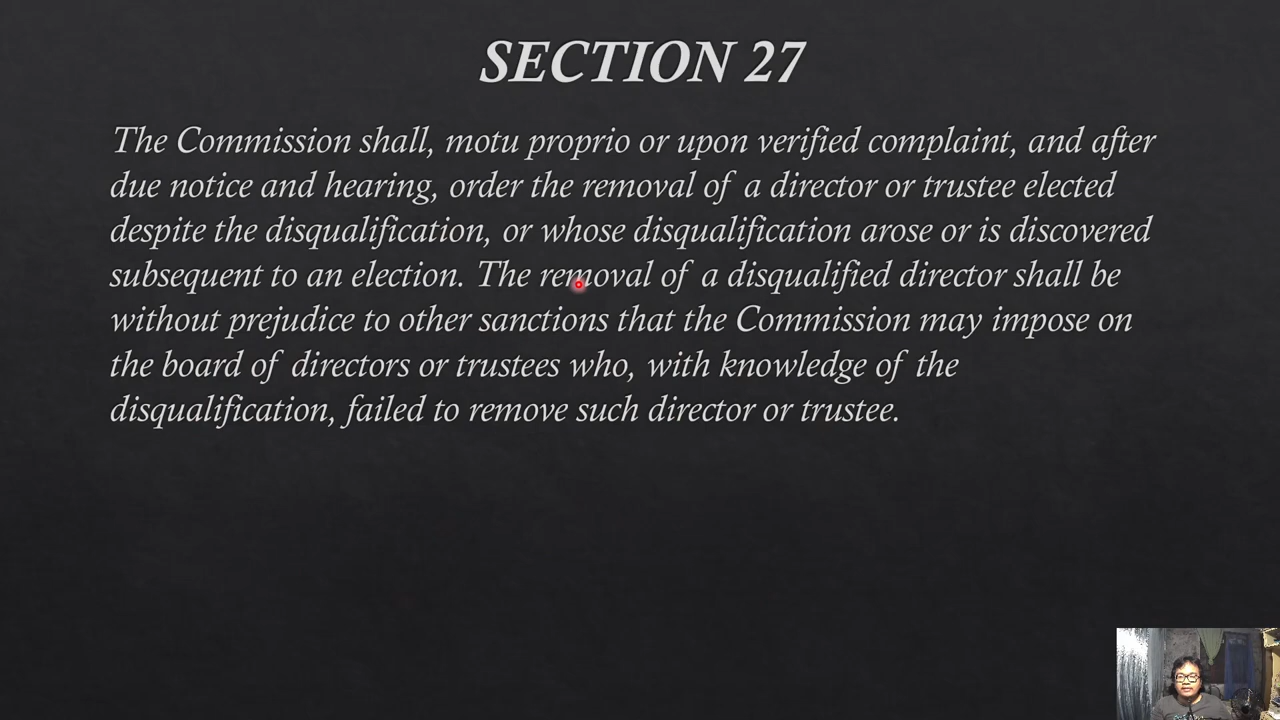 SECTION 27
The Commission shall, motu proprio or upon verified complaint, and after
due notice and hearing, order the removal of a director or trustee elected
despite the disqualification, or whose disqualification arose or is discovered
subsequent to an election. The removal of a disqualified director shall be
without prejudice to other sanctions that the Commission may impose on
the board of directors or trustees who, with knowledge of the
disqualification, failed to remove such director or trustee.